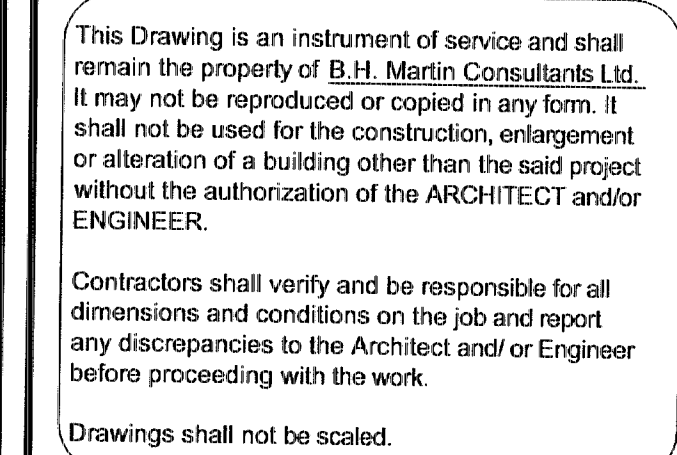 This Drawing is an instrument of service and shall
remain the property of B.H. Martin Consultants Ltd.
It may not be reproduced or copied in any form. It
shall not be used for the construction, enlargement
or alteration of a building other than the said project
without the authorization of the ARCHITECT and/or
ENGINEER.

Contractors shall verify and be responsible for all
dimensions and conditions on the job and report
any discrepancies to the Architect and/ or Engineer
before proceeding with the work.

Drawings shall not be scaled.